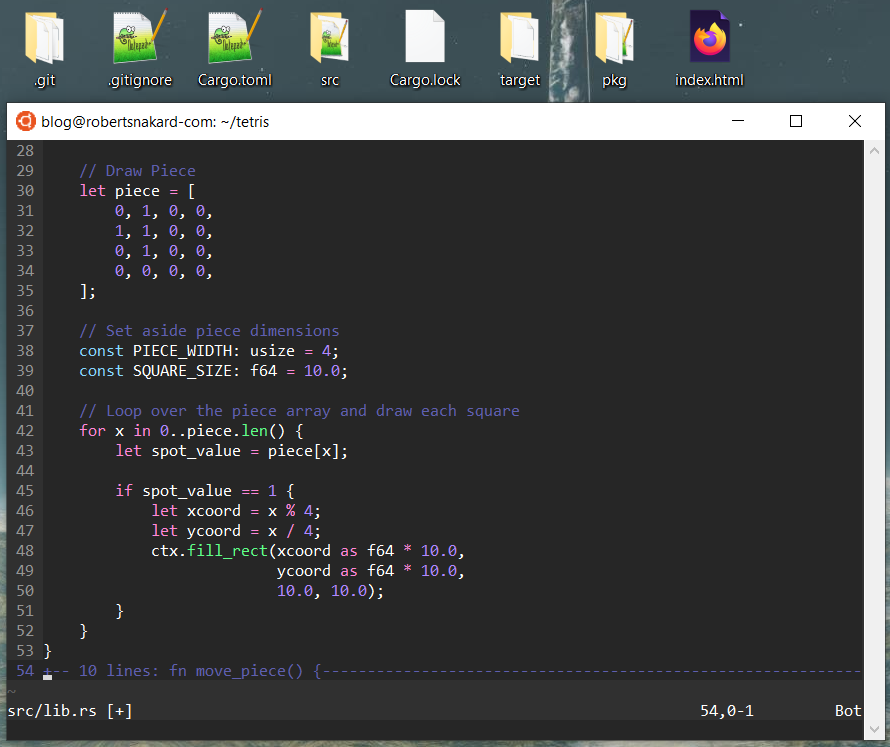 .git
.gitignore
Cargo.toml
src
Cargo.lock
target
pkg
index.html
blog@robertsnakard-com: ~/tetris
28
29     // Draw Piece
30     let piece = [
31         0, 1, 0, 0,
32         1, 1, 0, 0,
33         0, 1, 0, 0,
34         0, 0, 0, 0,
35     ];
36
37     // Set aside piece dimensions
38     const PIECE_WIDTH: usize = 4;
39     const SQUARE_SIZE: f64 = 10.0;
40
41     // Loop over the piece array and draw each square
42     for x in 0..piece.len() {
43         let spot_value = piece[x];
44
45         if spot_value == 1 {
46             let xcoord = x % 4;
47             let ycoord = x / 4;
48             ctx.fill_rect(xcoord as f64 * 10.0,
49                           ycoord as f64 * 10.0,
50                           10.0, 10.0);
51         }
52     }
53 }
54 +-- 10 lines: fn move_piece() {------------------------------------------------------------
~
src/lib.rs [+] 54,0-1 Bot